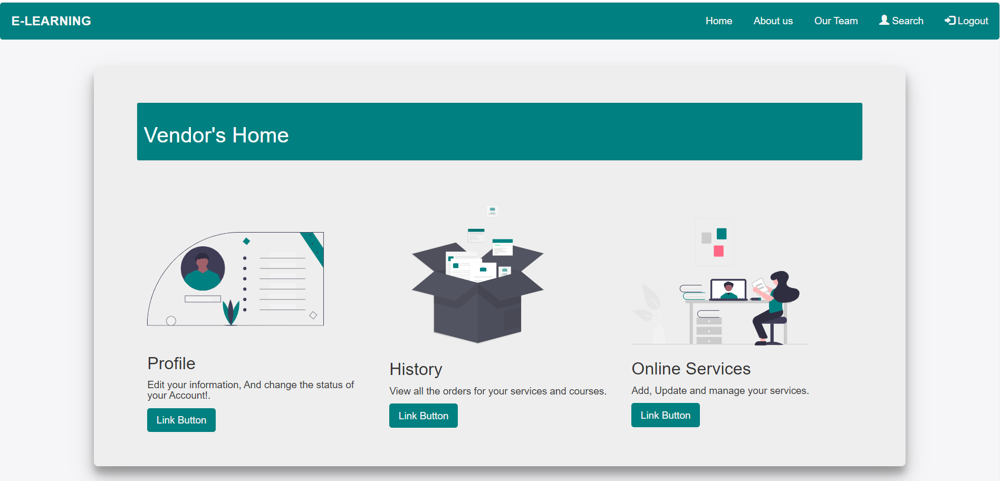 E-LEARNING
Home
About us
Our Team
Search
Logout
Vendor's Home
Profile
Edit your information, And change the status of
your Account!.
Link Button
History
View all the orders for your services and courses.
Link Button
Online Services
Add, Update and manage your services.
Link Button